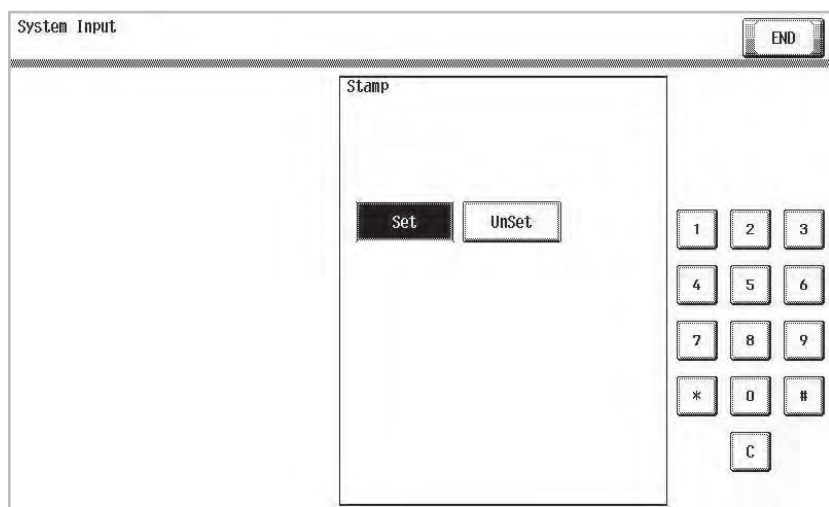 System Input
END
Stamp
Set UnSet
1 2 3
4 5 6
7 8 9
* 0 #
C